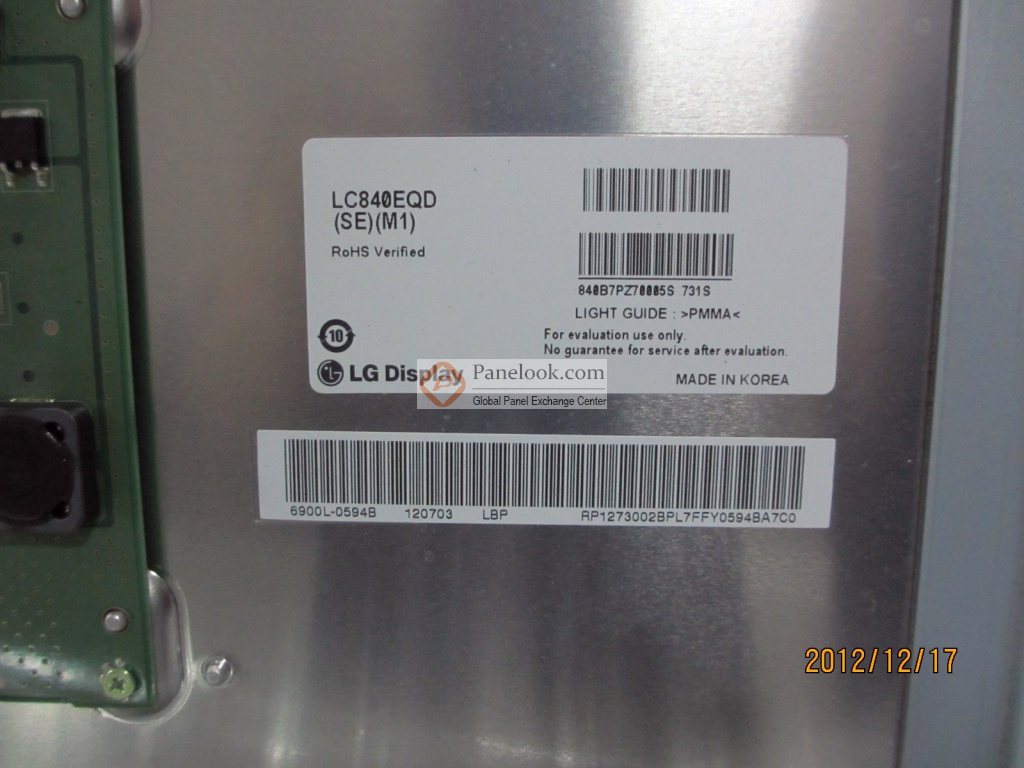 LC840EQD
(SE)(M1)
RoHS Verified
840B7PZ70005S 731S
LIGHT GUIDE : >PMMA<
For evaluation use only.
No guarantee for service after evaluation.
10
LG Display
MADE IN KOREA
Panelook.com
Global Panel Exchange Center
6900L-0594B 120703 LBP RP1273002BPL7FFY0594BA7C0
2012/12/17